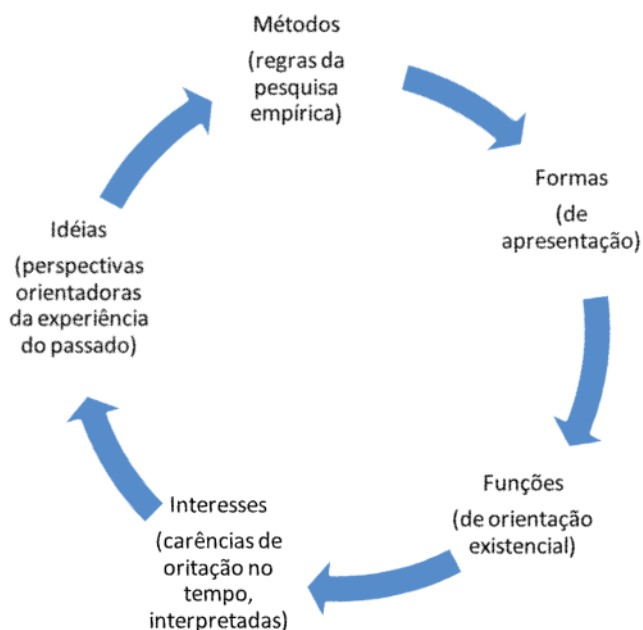 Métodos
(regras da
pesquisa
empírica)
Formas
(de
apresentação)
Funções
(de orientação
existencial)
Interesses
(carências de
oritação no
tempo,
interpretadas)
Idéias
(perspectivas
orientadoras
da experiência
do passado)